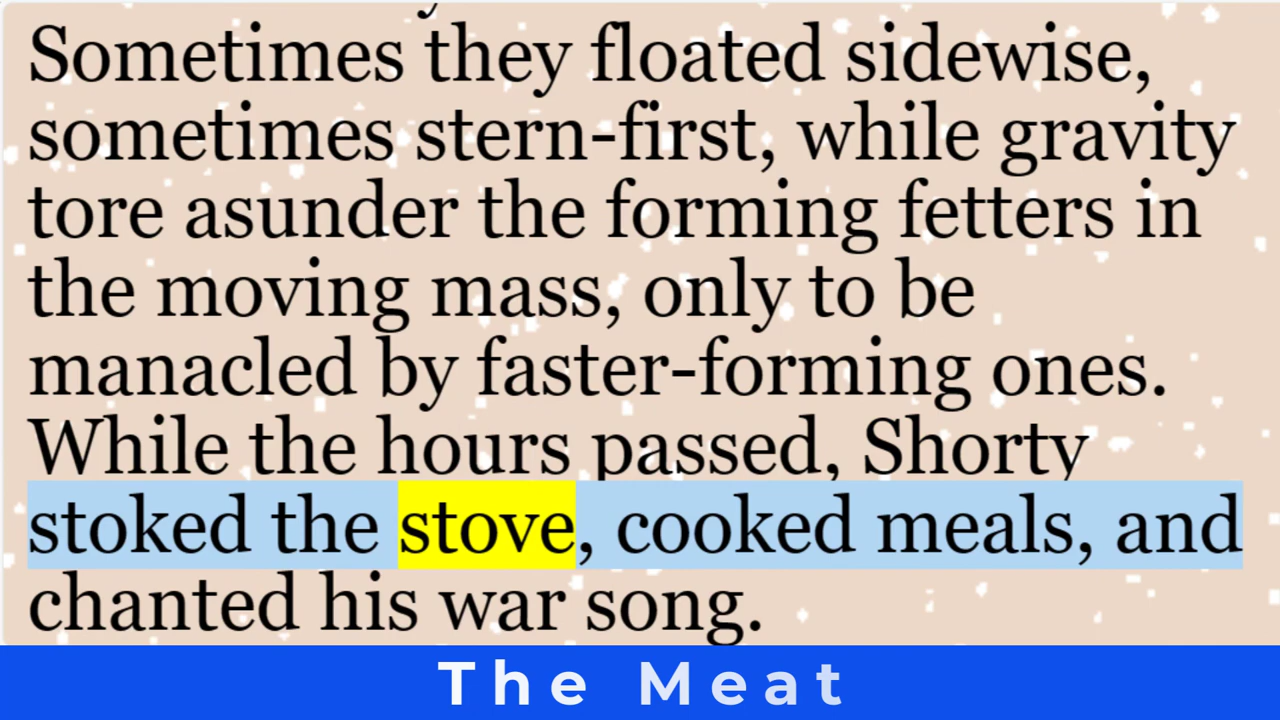 Sometimes they floated sidewise,
sometimes stern-first, while gravity
tore asunder the forming fetters in
the moving mass, only to be
manacled by faster-forming ones.
While the hours passed, Shorty
stoked the stove, cooked meals, and
chanted his war song.
The Meat